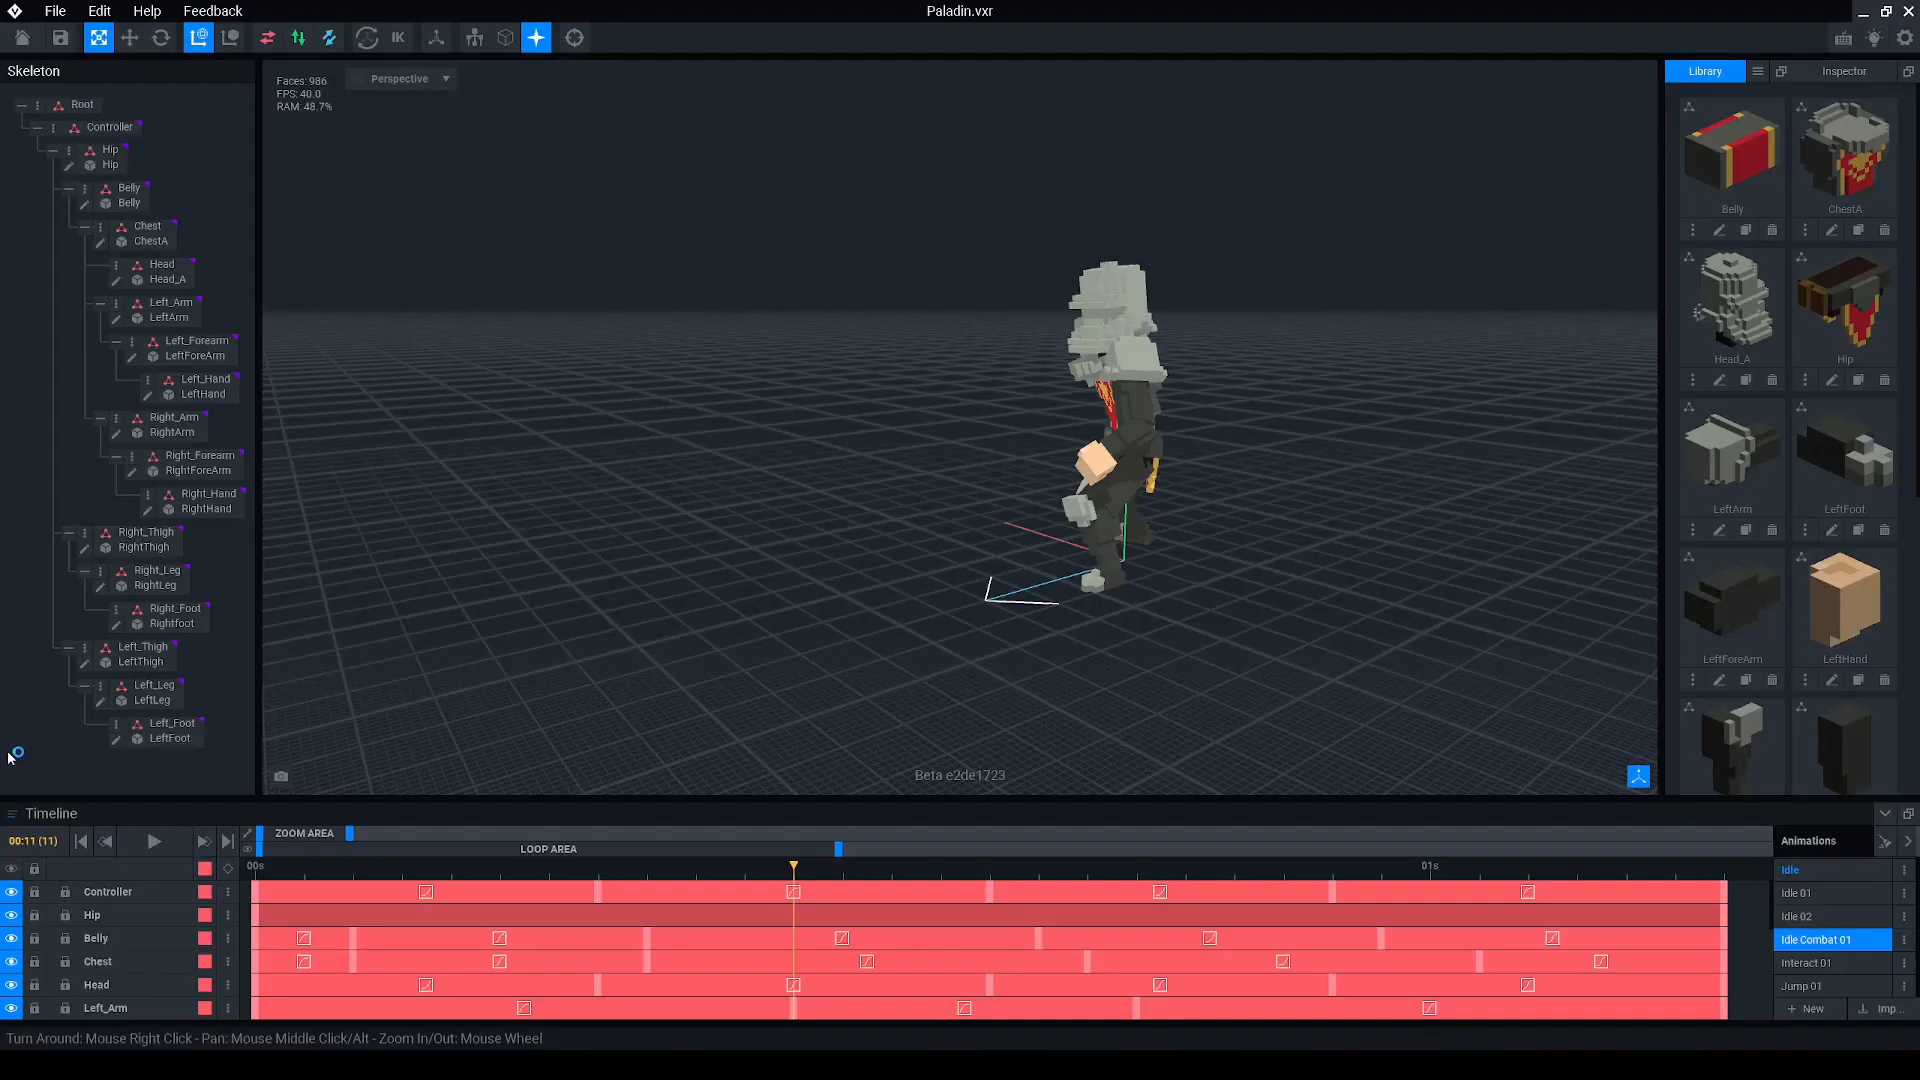 File Edit Help Feedback
Paladin.vxr
IK
Skeleton
Root
Controller
Hip
Hip
Belly
Belly
Chest
ChestA
Head
Head_A
Left_Arm
LeftArm
Left_Forearm
LeftForeArm
Left_Hand
LeftHand
Right_Arm
RightArm
Right_Forearm
RightForeArm
Right_Hand
RightHand
Right_Thigh
RightThigh
Right_Leg
RightLeg
Right_Foot
Rightfoot
Left_Thigh
LeftThigh
Left_Leg
LeftLeg
Left_Foot
LeftFoot
Faces: 986
FPS: 40.0
RAM: 48.7%
Perspective
Beta e2de1723
Library
Inspector
Belly
ChestA
Head_A
Hip
LeftArm
LeftFoot
LeftForeArm
LeftHand
Timeline
00:11 (11)
ZOOM AREA
LOOP AREA
00s
01s
Controller
Hip
Belly
Chest
Head
Left_Arm
Animations
Idle
Idle 01
Idle 02
Idle Combat 01
Interact 01
Jump 01
+ New
Imp...
Turn Around: Mouse Right Click - Pan: Mouse Middle Click/Alt - Zoom In/Out: Mouse Wheel